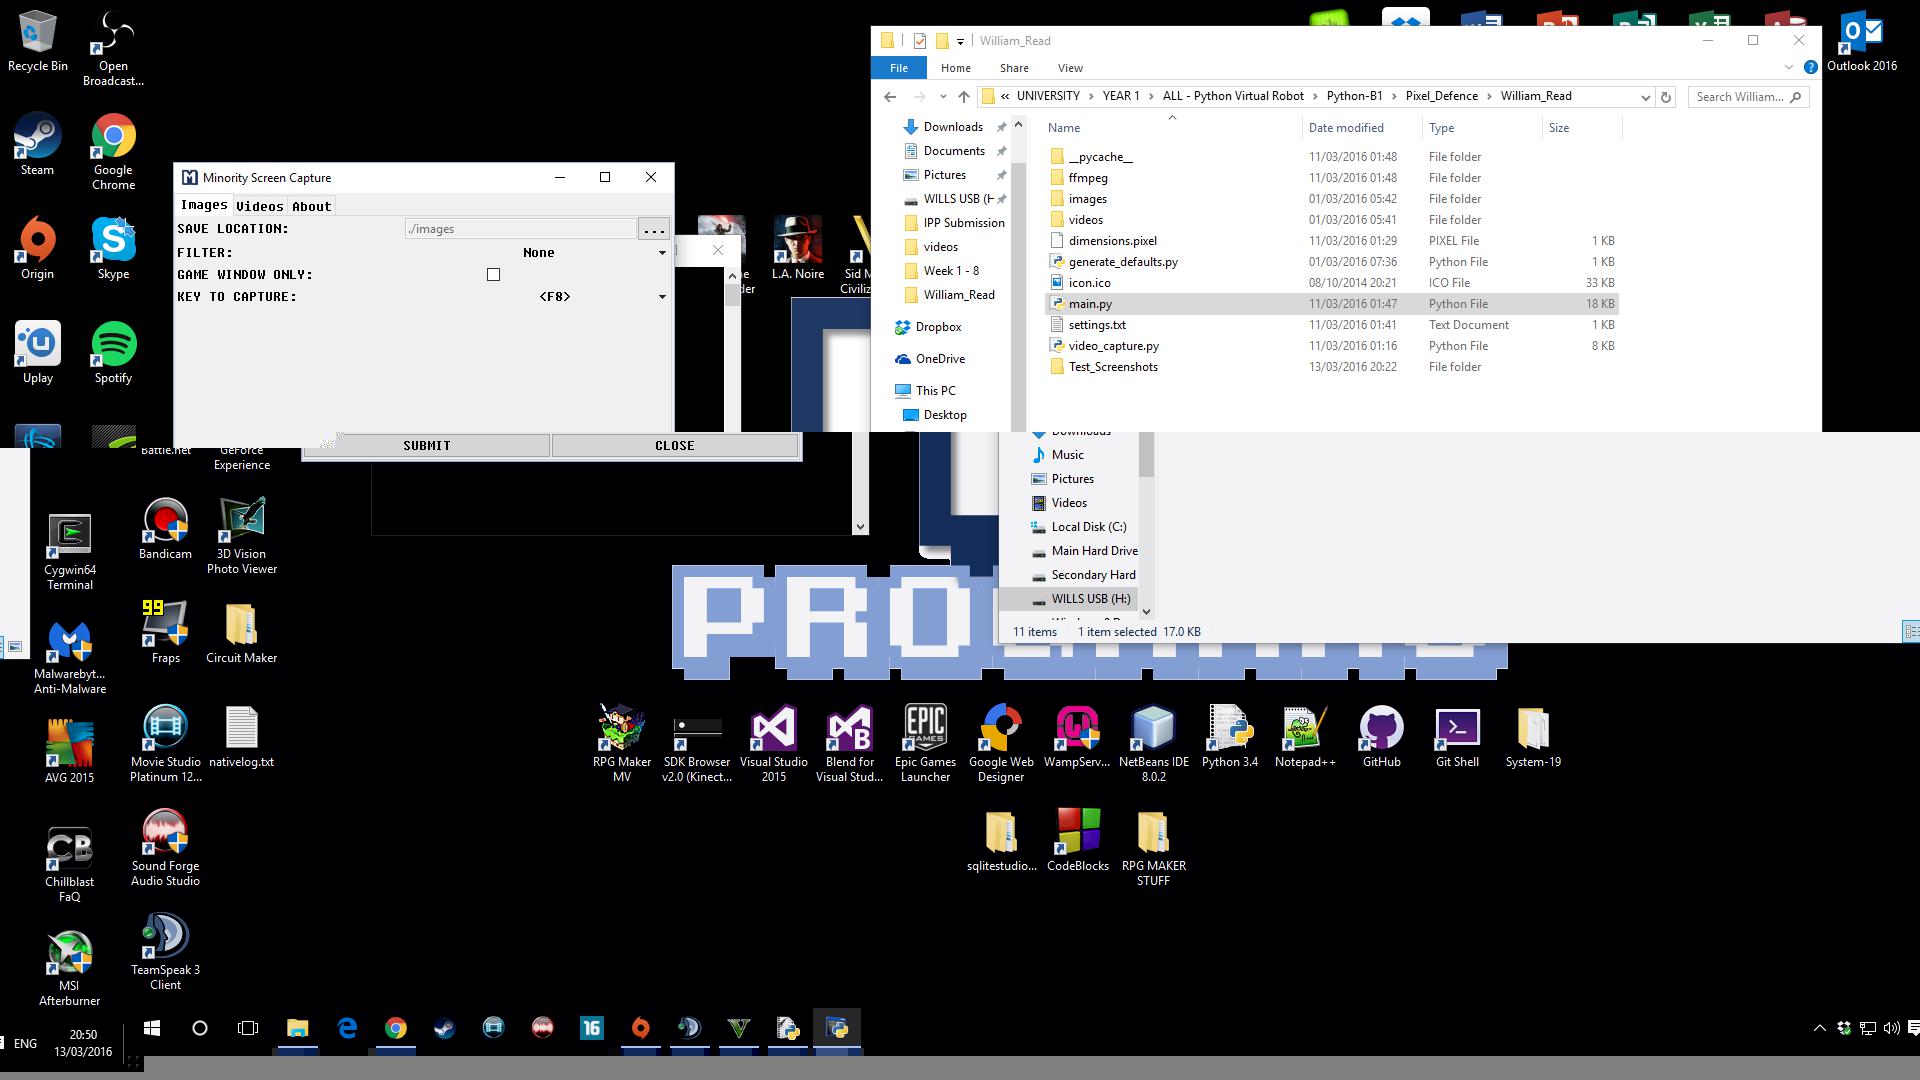 Recycle Bin
Open
Broadcast...
Steam
Google
Chrome
Origin
Skype
Uplay
Spotify
Battle.net
GeForce
Experience
Minority Screen Capture
Images Videos About
SAVE LOCATION: ./images ...
FILTER: None
GAME WINDOW ONLY:
KEY TO CAPTURE: <F8>
SUBMIT CLOSE
L.A. Noire
Sid M
Civiliz
William_Read
File Home Share View
« UNIVERSITY > YEAR 1 > ALL - Python Virtual Robot > Python-B1 > Pixel_Defence > William_Read
Search William...
Outlook 2016
Downloads
Documents
Pictures
WILLS USB (H
IPP Submission
videos
Week 1 - 8
William_Read
Dropbox
OneDrive
This PC
Desktop
Name Date modified Type Size
__pycache__ 11/03/2016 01:48 File folder
ffmpeg 11/03/2016 01:48 File folder
images 01/03/2016 05:42 File folder
videos 01/03/2016 05:41 File folder
dimensions.pixel 11/03/2016 01:29 PIXEL File 1 KB
generate_defaults.py 01/03/2016 07:36 Python File 1 KB
icon.ico 08/10/2014 20:21 ICO File 33 KB
main.py 11/03/2016 01:47 Python File 18 KB
settings.txt 11/03/2016 01:41 Text Document 1 KB
video_capture.py 11/03/2016 01:16 Python File 8 KB
Test_Screenshots 13/03/2016 20:22 File folder
Downloads
Music
Pictures
Videos
Local Disk (C:)
Main Hard Drive
Secondary Hard
WILLS USB (H:)
11 items 1 item selected 17.0 KB
PRO
Cygwin64
Terminal
Bandicam
3D Vision
Photo Viewer
Malwarebyt...
Anti-Malware
99
Fraps
Circuit Maker
AVG 2015
Movie Studio
Platinum 12...
nativelog.txt
CB
Chillblast
FaQ
Sound Forge
Audio Studio
MSI
Afterburner
TeamSpeak 3
Client
RPG Maker
MV
SDK Browser
v2.0 (Kinect...
Visual Studio
2015
Blend for
Visual Stud...
EPIC
GAMES
Epic Games
Launcher
Google Web
Designer
WampServ...
NetBeans IDE
8.0.2
Python 3.4
Notepad++
GitHub
Git Shell
System-19
sqlitestudio...
CodeBlocks
RPG MAKER
STUFF
ENG
20:50
13/03/2016
16